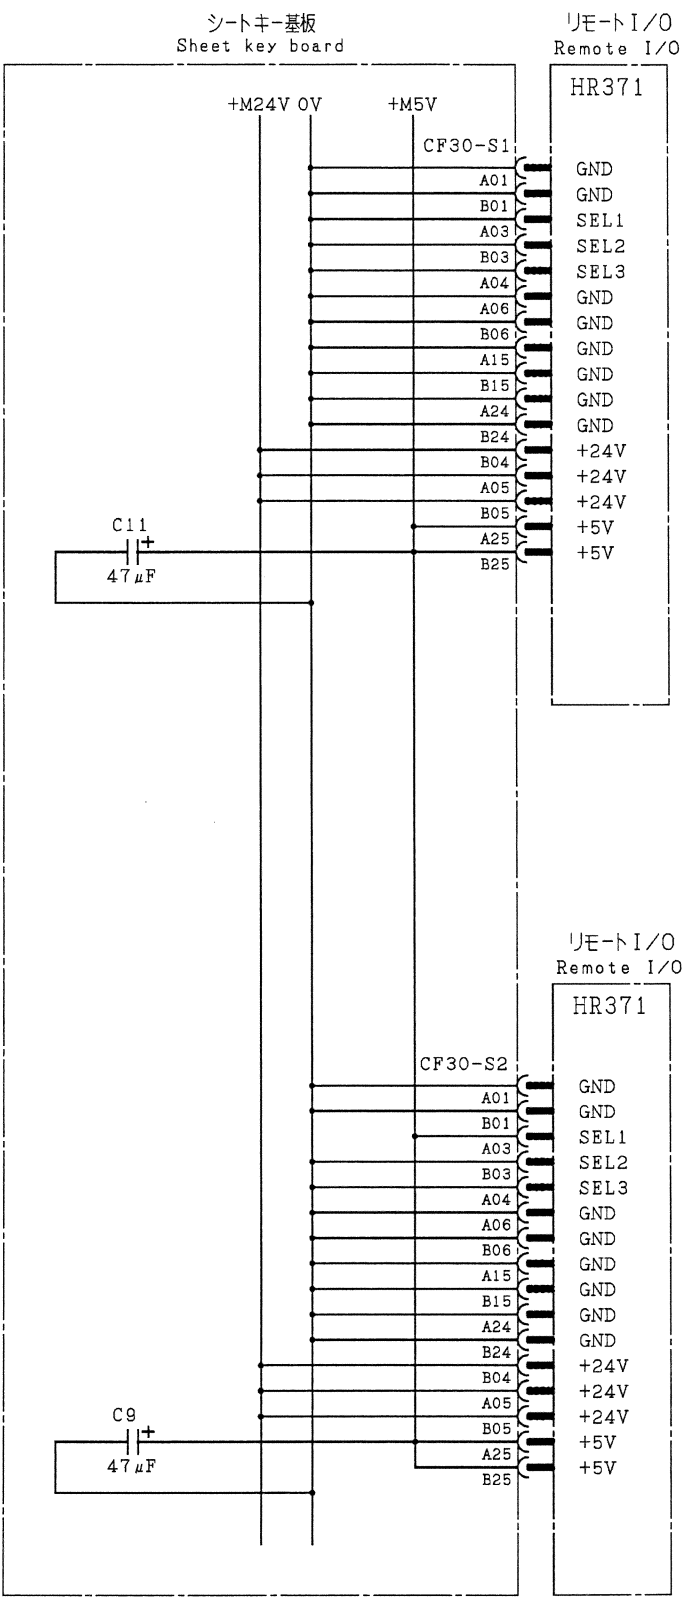 シートキー基板
Sheet key board
リモートI/O
Remote I/O
HR371
+M24V 0V +M5V
CF30-S1
A01 GND
B01 GND
A03 SEL1
B03 SEL2
A04 SEL3
A06 GND
B06 GND
A15 GND
B15 GND
A24 GND
B24 GND
B04 +24V
A05 +24V
B05 +24V
A25 +5V
B25 +5V
C11
+
47μF
リモートI/O
Remote I/O
HR371
CF30-S2
A01 GND
B01 GND
A03 SEL1
B03 SEL2
A04 SEL3
A06 GND
B06 GND
A15 GND
B15 GND
A24 GND
B24 GND
B04 +24V
A05 +24V
B05 +24V
A25 +5V
B25 +5V
C9
+
47μF